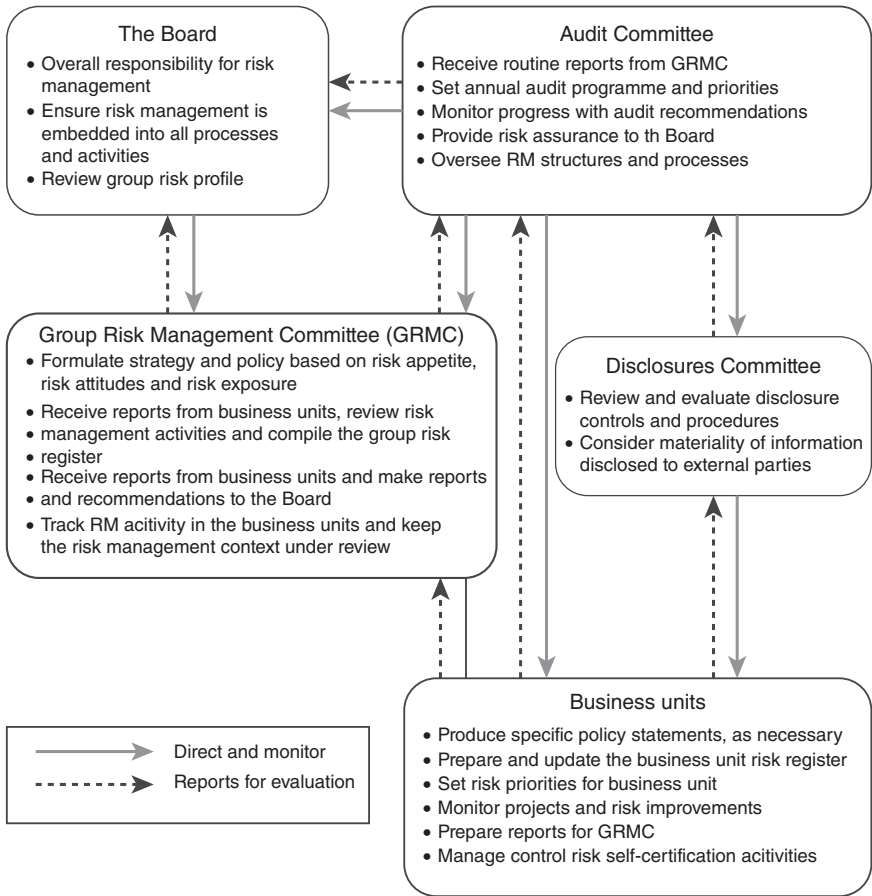 The Board
• Overall responsibility for risk
management
• Ensure risk management is
embedded into all processes
and activities
• Review group risk profile
Audit Committee
• Receive routine reports from GRMC
• Set annual audit programme and priorities
• Monitor progress with audit recommendations
• Provide risk assurance to th Board
• Oversee RM structures and processes
Group Risk Management Committee (GRMC)
• Formulate strategy and policy based on risk appetite,
risk attitudes and risk exposure
• Receive reports from business units, review risk
• management activities and compile the group risk
• register
• Receive reports from business units and make reports
• and recommendations to the Board
• Track RM acitivity in the business units and keep
the risk management context under review
Disclosures Committee
• Review and evaluate disclosure
controls and procedures
• Consider materiality of information
disclosed to external parties
Business units
• Produce specific policy statements, as necessary
• Prepare and update the business unit risk register
• Set risk priorities for business unit
• Monitor projects and risk improvements
• Prepare reports for GRMC
• Manage control risk self-certification acitivities
Direct and monitor
Reports for evaluation